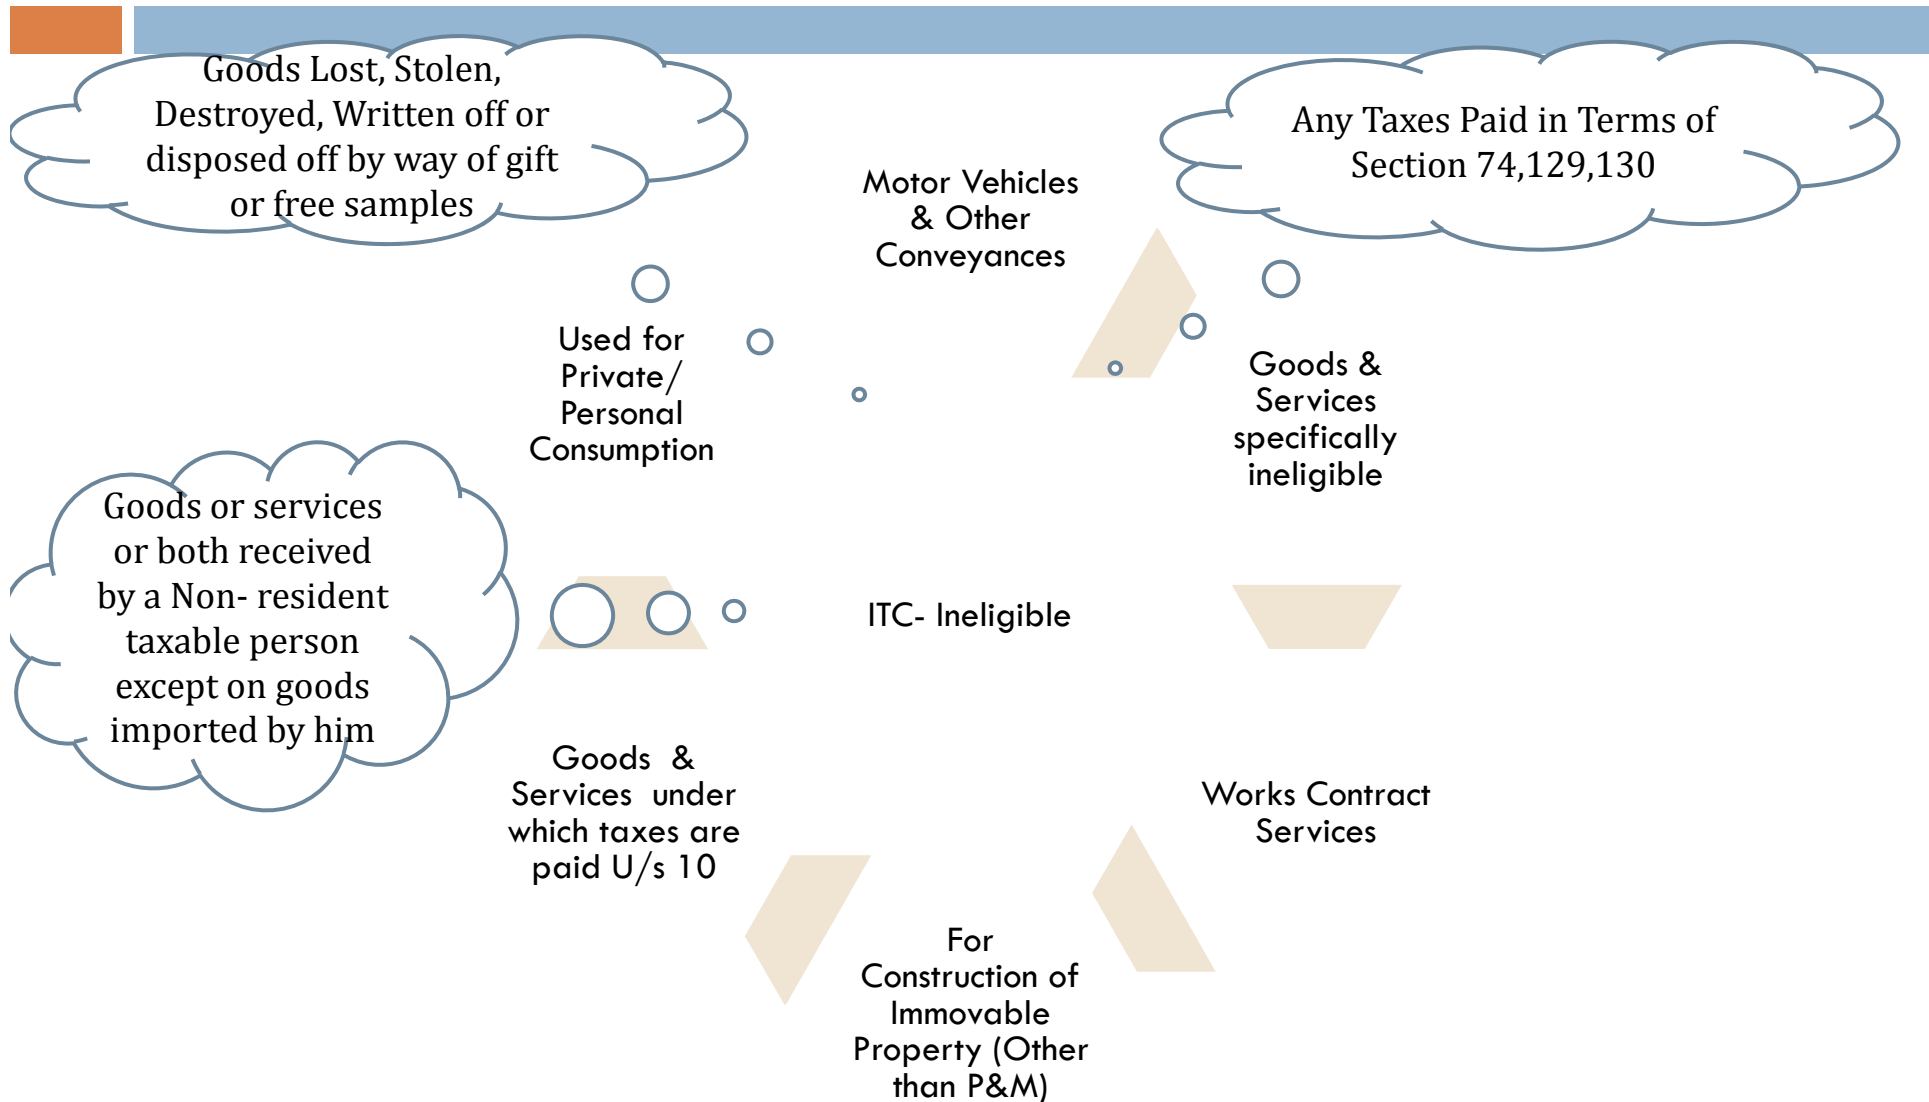 Goods Lost, Stolen,
Destroyed, Written off or
disposed off by way of gift
or free samples
Any Taxes Paid in Terms of
Section 74,129,130
Motor Vehicles
& Other
Conveyances
Used for
Private/
Personal
Consumption
Goods &
Services
specifically
ineligible
Goods or services
or both received
by a Non- resident
taxable person
except on goods
imported by him
ITC- Ineligible
Goods &
Services under
which taxes are
paid U/s 10
Works Contract
Services
For
Construction of
Immovable
Property (Other
than P&M)